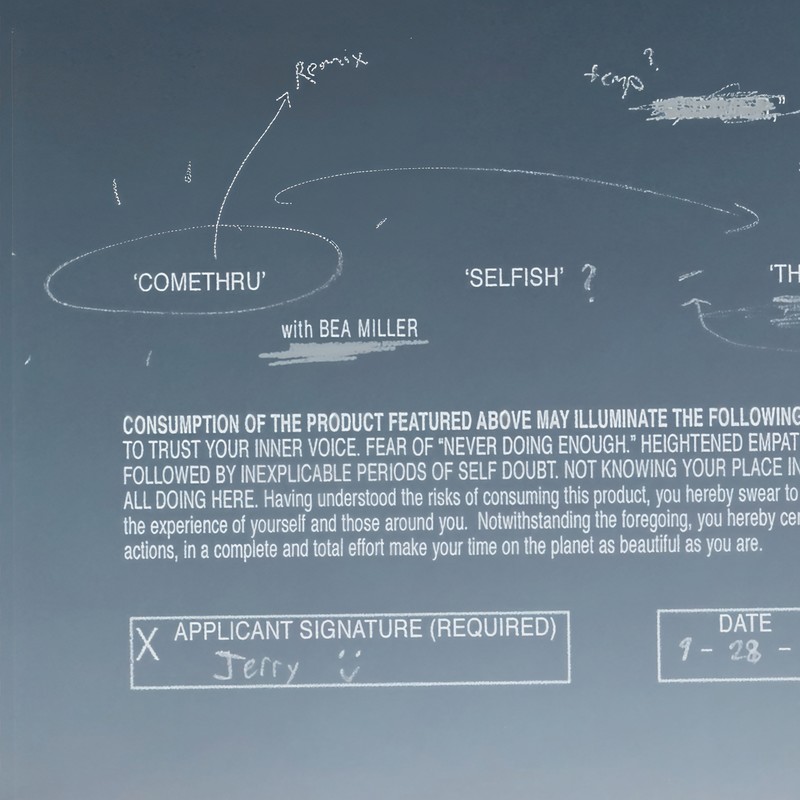 Remix
temp?
‘COMETHRU’
‘SELFISH’ ?
‘TH
with BEA MILLER
CONSUMPTION OF THE PRODUCT FEATURED ABOVE MAY ILLUMINATE THE FOLLOWING
TO TRUST YOUR INNER VOICE. FEAR OF “NEVER DOING ENOUGH.” HEIGHTENED EMPAT
FOLLOWED BY INEXPLICABLE PERIODS OF SELF DOUBT. NOT KNOWING YOUR PLACE IN
ALL DOING HERE. Having understood the risks of consuming this product, you hereby swear to
the experience of yourself and those around you.  Notwithstanding the foregoing, you hereby cer
actions, in a complete and total effort make your time on the planet as beautiful as you are.
X APPLICANT SIGNATURE (REQUIRED)
Jerry
DATE
9 - 28 -